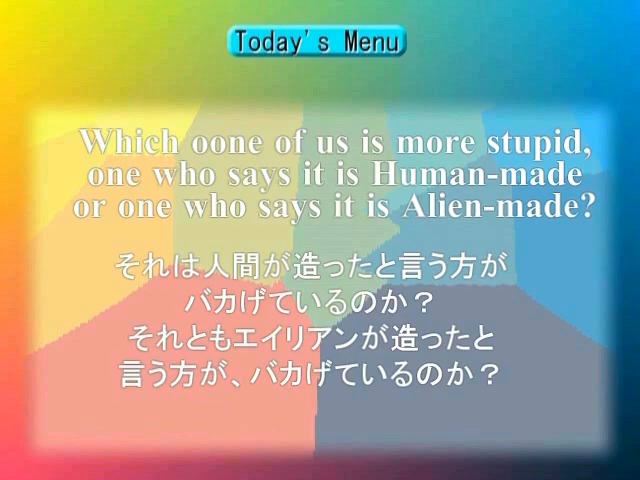 Today's Menu
Which oone of us is more stupid,
one who says it is Human-made
or one who says it is Alien-made?
それは人間が造ったと言う方が
バカげているのか？
それともエイリアンが造ったと
言う方が、バカげているのか？